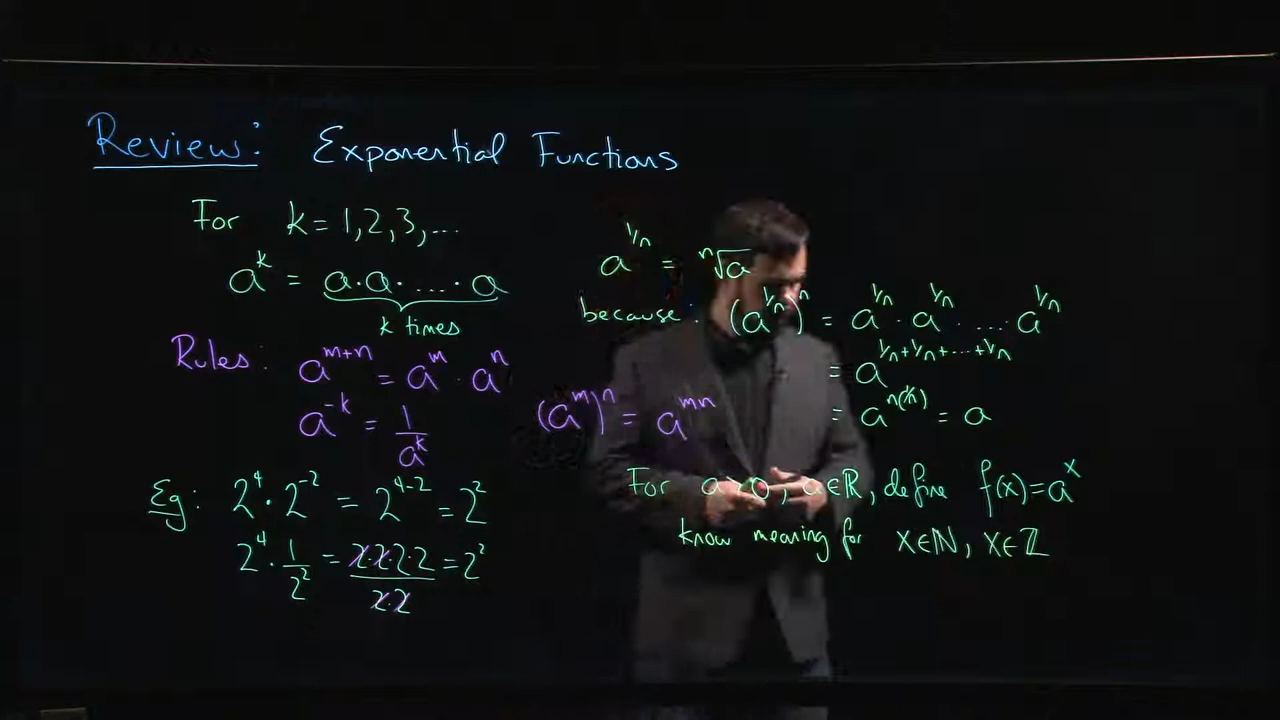 Review: Exponential Functions
For k = 1,2,3,...
a^k = a·a·....·a
k times
Rules: a^{m+n} = a^m · a^n
a^{-k} = 1/a^k
(a^m)^n = a^{mn}
Eg: 2^4 · 2^{-2} = 2^{4-2} = 2^2
2^4 · 1/2^2 = 2·2·2·2/2·2 = 2^2
a^{1/n} = ⁿ√a
because: (a^{1/n})^n = a^{1/n} · a^{1/n} · .... a^{1/n}
= a^{1/n+1/n+...+1/n}
= a^{n(1/n)} = a
For a>0, a∈ℝ, define f(x)=a^x
know meaning for x∈ℕ, x∈ℤ